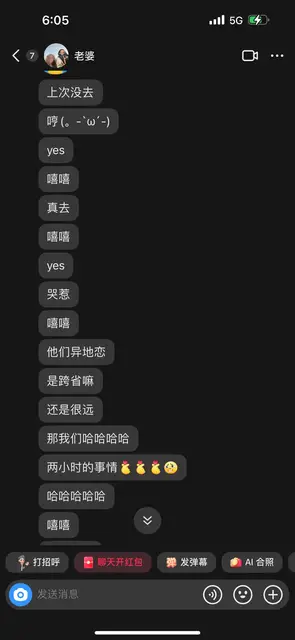 6:05
5G
7
老婆
上次没去
哼(。-`ω´-)
yes
嘻嘻
真去
嘻嘻
yes
哭惹
嘻嘻
他们异地恋
是跨省嘛
还是很远
那我们哈哈哈哈
两小时的事情
哈哈哈哈哈
嘻嘻
打招呼
聊天开红包
发弹幕
AI 合照
发送消息